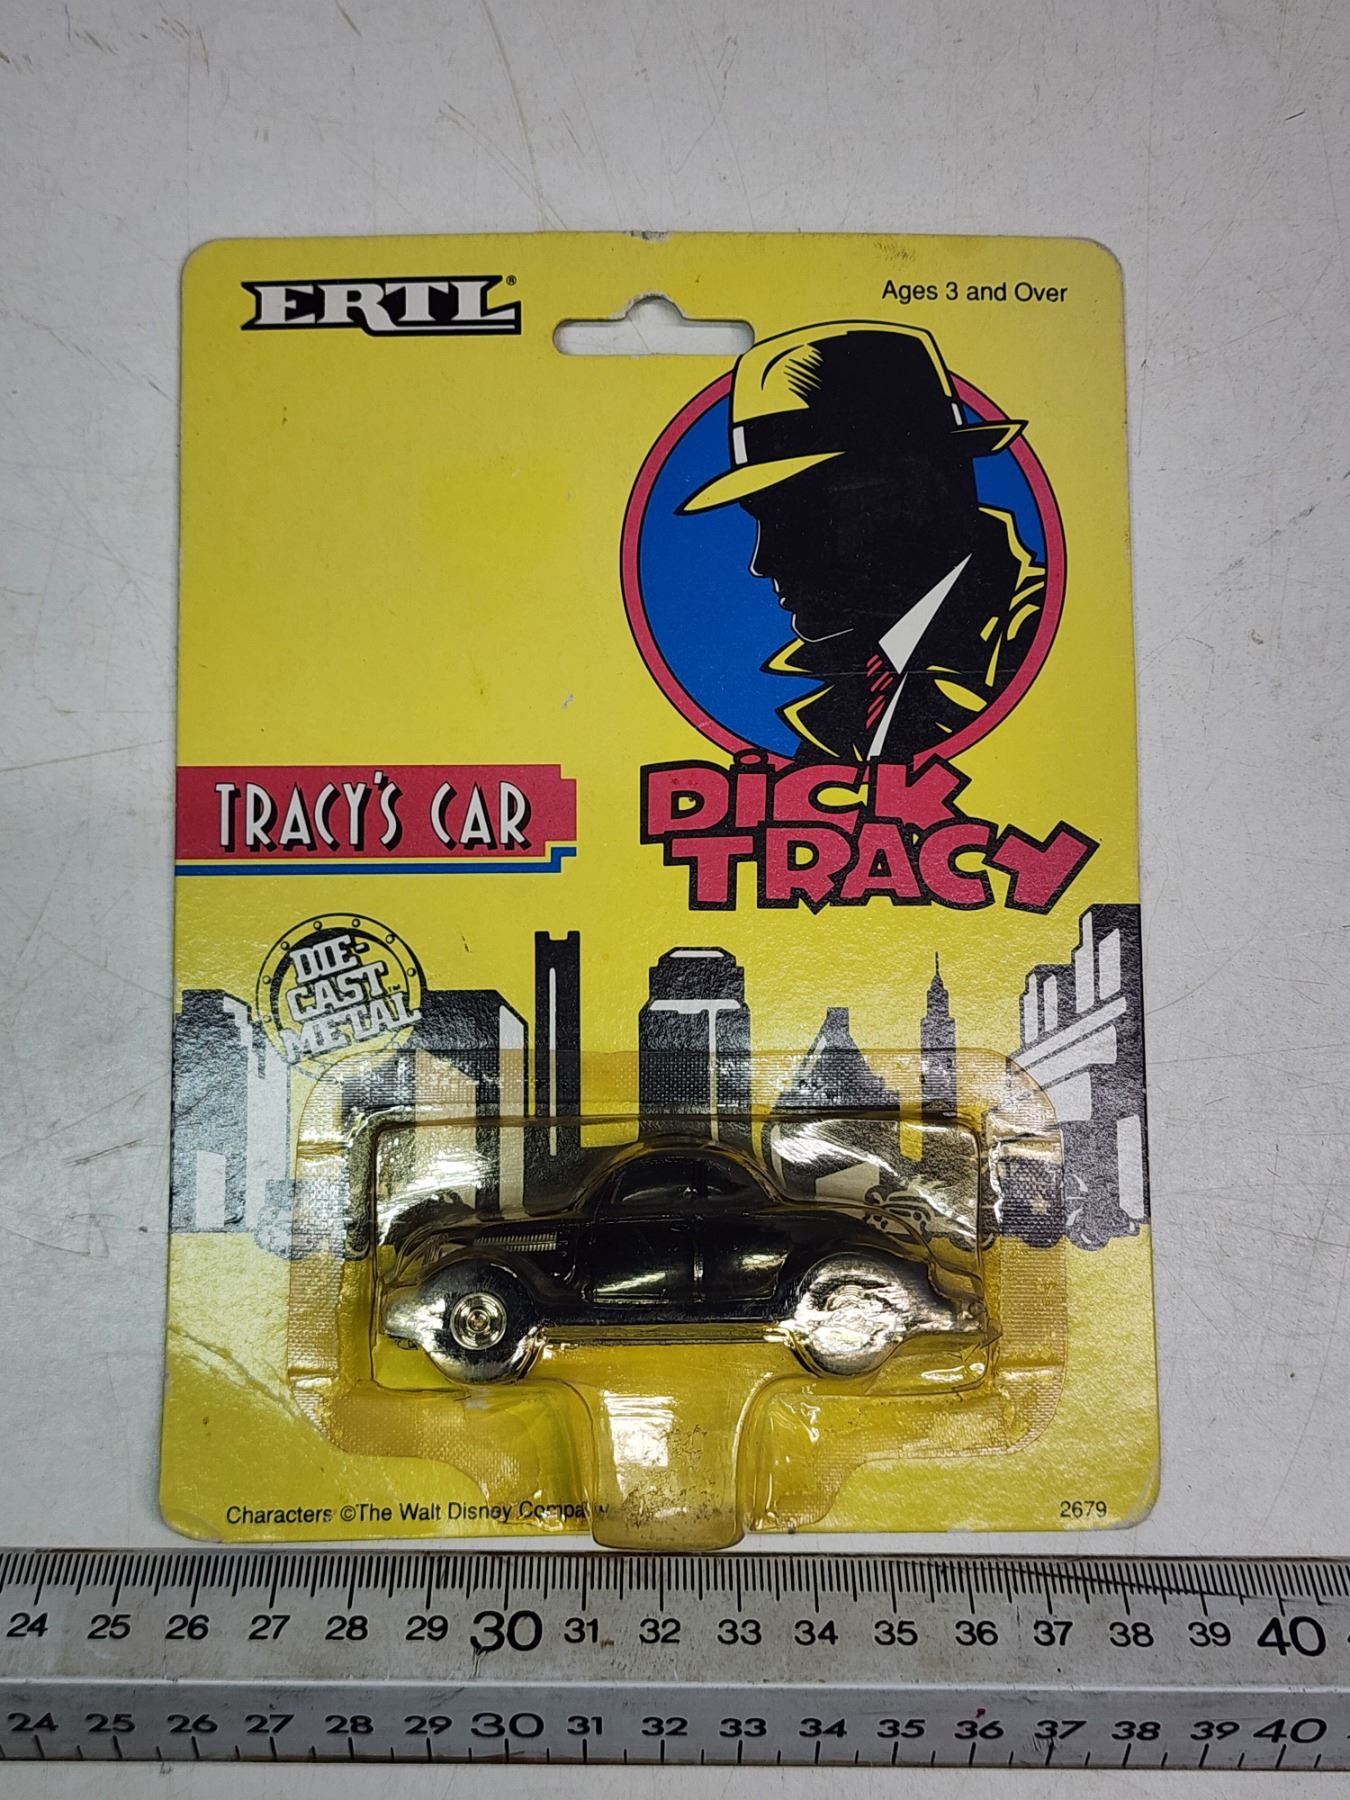 ERTL®
Ages 3 and Over
TRACY'S CAR
DiCK
TRACY
DIE-
CAST
METAL™
Characters ©The Walt Disney Company
2679
24 25 26 27 28 29 30 31 32 33 34 35 36 37 38 39 40
24 25 26 27 28 29 30 31 32 33 34 35 36 37 38 39 40